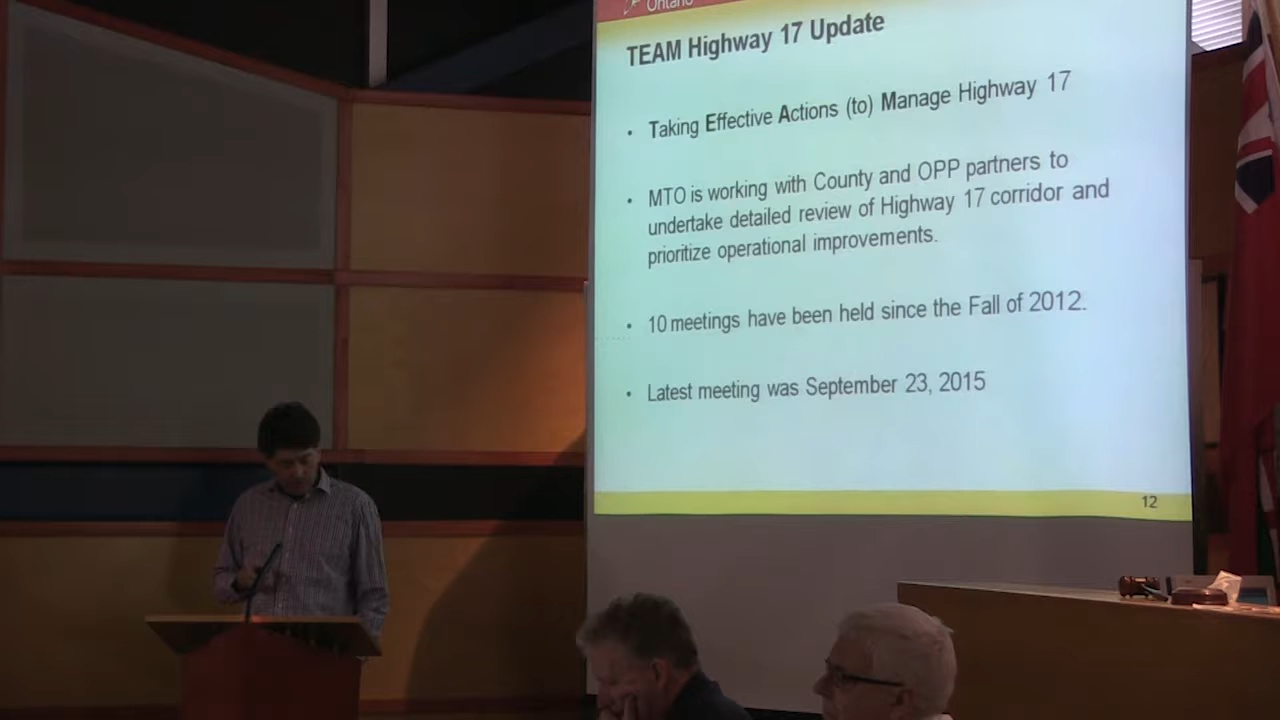 Ontario
TEAM Highway 17 Update
• Taking Effective Actions (to) Manage Highway 17
• MTO is working with County and OPP partners to
undertake detailed review of Highway 17 corridor and
prioritize operational improvements.
• 10 meetings have been held since the Fall of 2012.
• Latest meeting was September 23, 2015
12